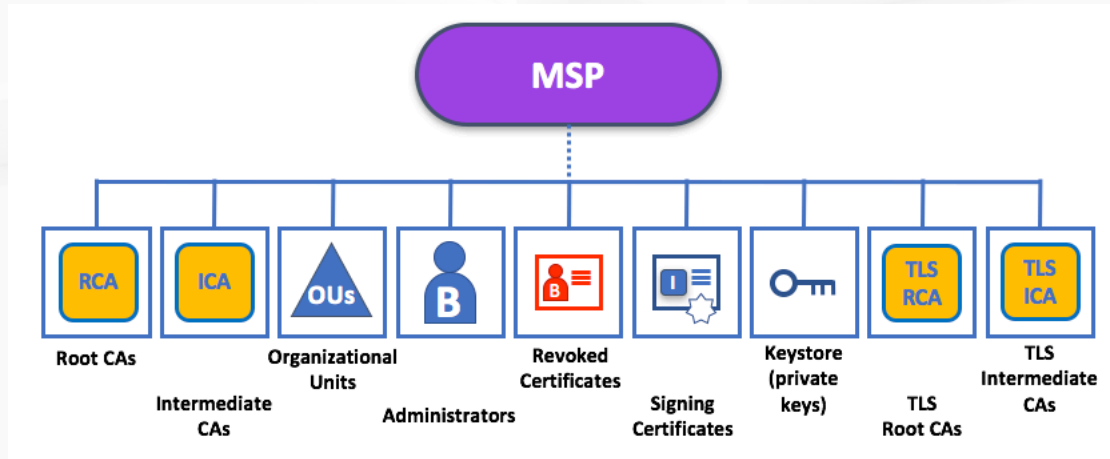 MSP
RCA
ICA
OUs
B
B
I
TLS
RCA
TLS
ICA
Root CAs
Intermediate
CAs
Organizational
Units
Administrators
Revoked
Certificates
Signing
Certificates
Keystore
(private
keys)
TLS
Root CAs
TLS
Intermediate
CAs